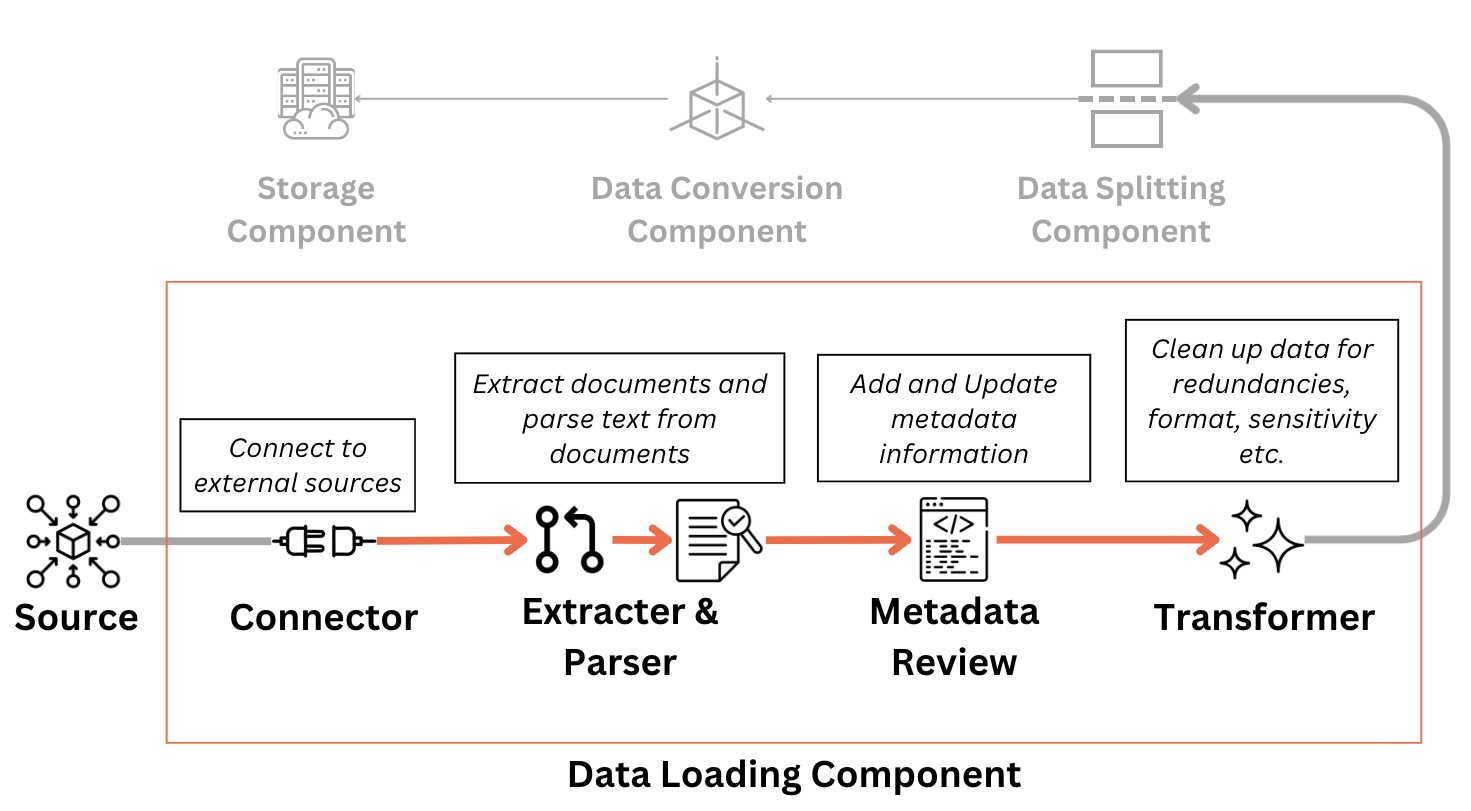 Storage
Component
Data Conversion
Component
Data Splitting
Component
Connect to
external sources
Extract documents and
parse text from
documents
Add and Update
metadata
information
Clean up data for
redundancies,
format, sensitivity
etc.
</>
Source
Connector
Extracter &
Parser
Metadata
Review
Transformer
Data Loading Component